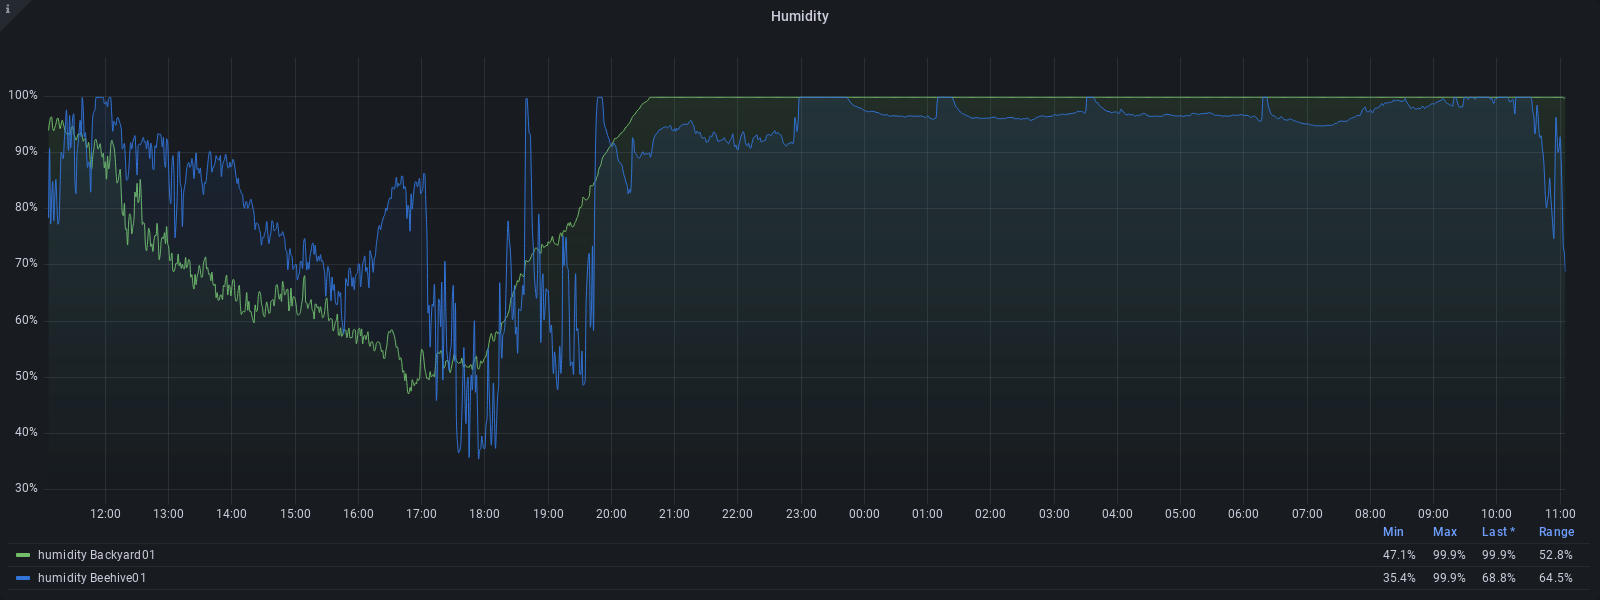 i
Humidity
100%
90%
80%
70%
60%
50%
40%
30%
12:00 13:00 14:00 15:00 16:00 17:00 18:00 19:00 20:00 21:00 22:00 23:00 00:00 01:00 02:00 03:00 04:00 05:00 06:00 07:00 08:00 09:00 10:00 11:00
Min Max Last * Range
humidity Backyard01 47.1% 99.9% 99.9% 52.8%
humidity Beehive01 35.4% 99.9% 68.8% 64.5%